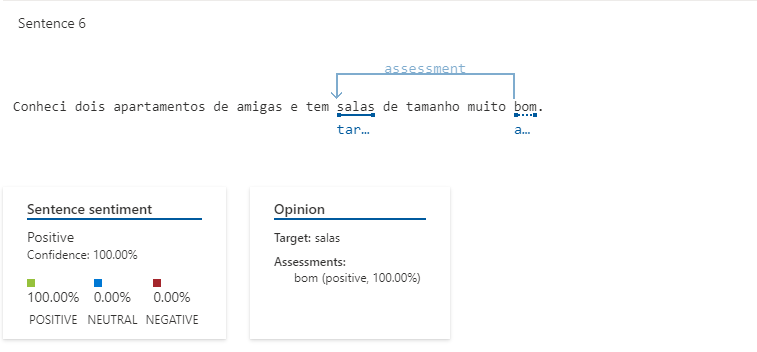 Sentence 6
assessment
Conheci dois apartamentos de amigas e tem salas de tamanho muito bom.
tar… a…
Sentence sentiment
Positive
Confidence: 100.00%
100.00% 0.00% 0.00%
POSITIVE NEUTRAL NEGATIVE
Opinion
Target: salas
Assessments:
bom (positive, 100.00%)